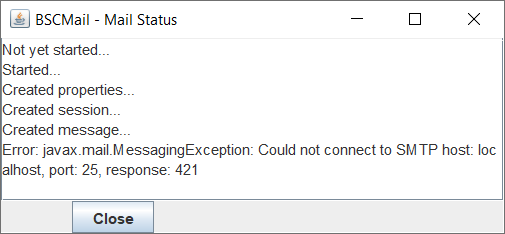 BSCMail - Mail Status
Not yet started...
Started...
Created properties...
Created session...
Created message...
Error: javax.mail.MessagingException: Could not connect to SMTP host: loc
alhost, port: 25, response: 421
Close